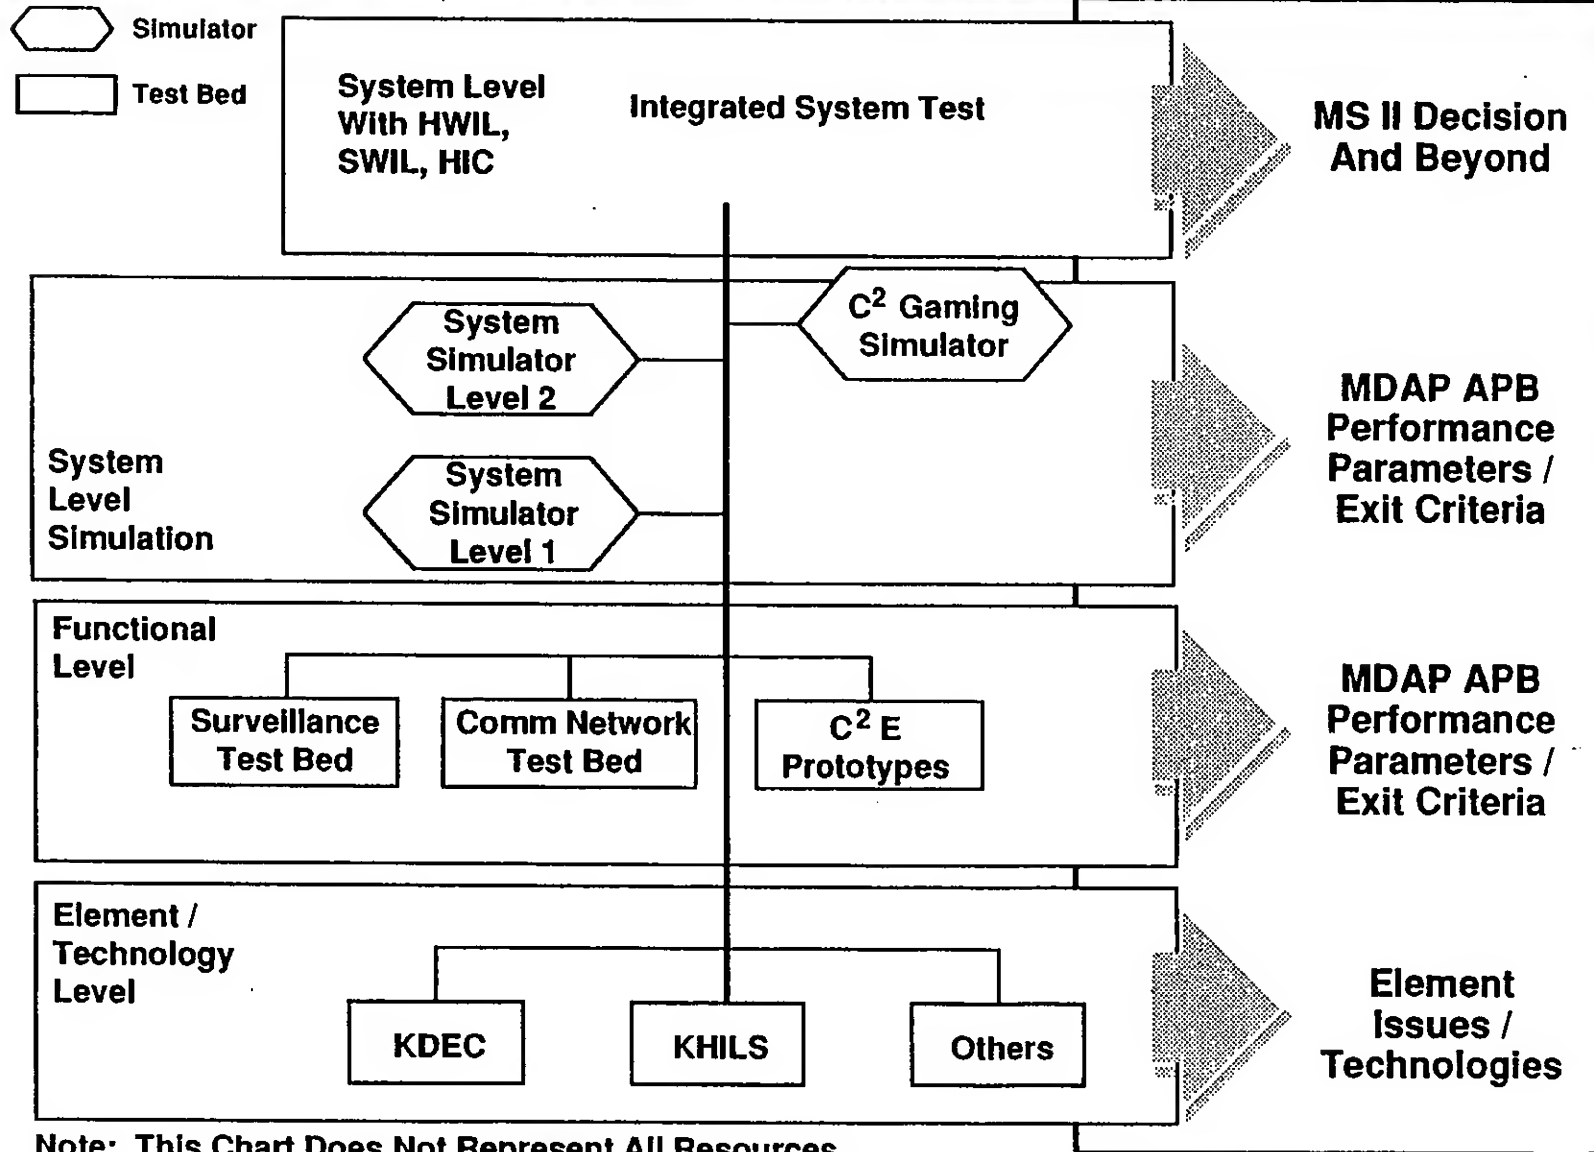 Simulator
Test Bed
System Level
With HWIL,
SWIL, HIC
Integrated System Test
MS II Decision
And Beyond
System
Simulator
Level 2
C² Gaming
Simulator
System
Level
Simulation
System
Simulator
Level 1
MDAP APB
Performance
Parameters /
Exit Criteria
Functional
Level
Surveillance
Test Bed
Comm Network
Test Bed
C² E
Prototypes
MDAP APB
Performance
Parameters /
Exit Criteria
Element /
Technology
Level
KDEC
KHILS
Others
Element
Issues /
Technologies
Note: This Chart Does Not Represent All Resources